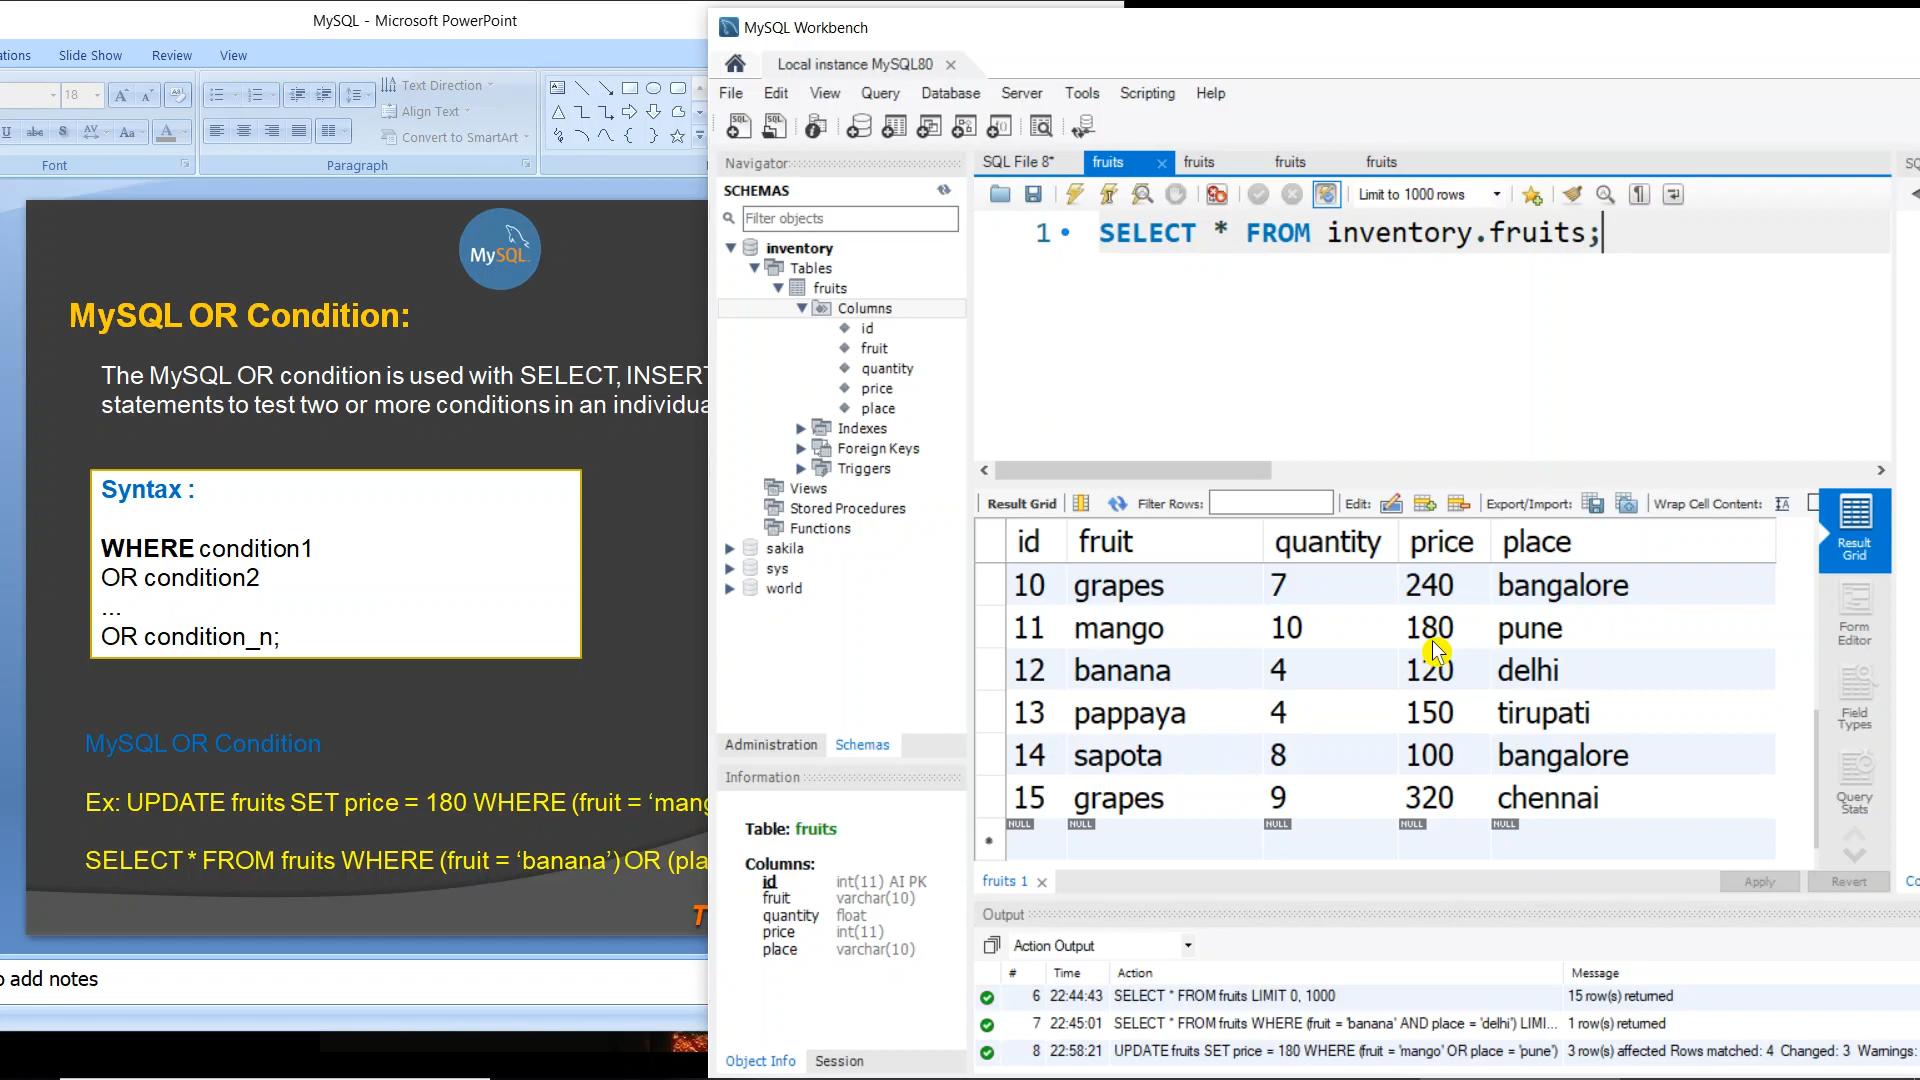 MySQL - Microsoft PowerPoint
ations Slide Show Review View
18
Text Direction
Align Text
Convert to SmartArt
Font Paragraph
MySQL
MySQL OR Condition:
The MySQL OR condition is used with SELECT, INSERT
statements to test two or more conditions in an individua
Syntax :
WHERE condition1
OR condition2
...
OR condition_n;
MySQL OR Condition
Ex: UPDATE fruits SET price = 180 WHERE (fruit = ‘mang
SELECT * FROM fruits WHERE (fruit = ‘banana’) OR (pla
T
o add notes
MySQL Workbench
Local instance MySQL80
File Edit View Query Database Server Tools Scripting Help
Navigator
SCHEMAS
Filter objects
inventory
Tables
fruits
Columns
id
fruit
quantity
price
place
Indexes
Foreign Keys
Triggers
Views
Stored Procedures
Functions
sakila
sys
world
Administration Schemas
Information
Table: fruits
Columns:
id int(11) AI PK
fruit varchar(10)
quantity float
price int(11)
place varchar(10)
Object Info Session
SQL File 8* fruits fruits fruits fruits SQ
Limit to 1000 rows
1 SELECT * FROM inventory.fruits;
Result Grid Filter Rows: Edit: Export/Import: Wrap Cell Content:
id fruit quantity price place
10 grapes 7 240 bangalore
11 mango 10 180 pune
12 banana 4 120 delhi
13 pappaya 4 150 tirupati
14 sapota 8 100 bangalore
15 grapes 9 320 chennai
NULL NULL NULL NULL NULL
Result
Grid
Form
Editor
Field
Types
Query
Stats
fruits 1 Apply Revert Co
Output
Action Output
# Time Action Message
6 22:44:43 SELECT * FROM fruits LIMIT 0, 1000 15 row(s) returned
7 22:45:01 SELECT * FROM fruits WHERE (fruit = 'banana' AND place = 'delhi') LIMI... 1 row(s) returned
8 22:58:21 UPDATE fruits SET price = 180 WHERE (fruit = 'mango' OR place = 'pune') 3 row(s) affected Rows matched: 4 Changed: 3 Warnings: